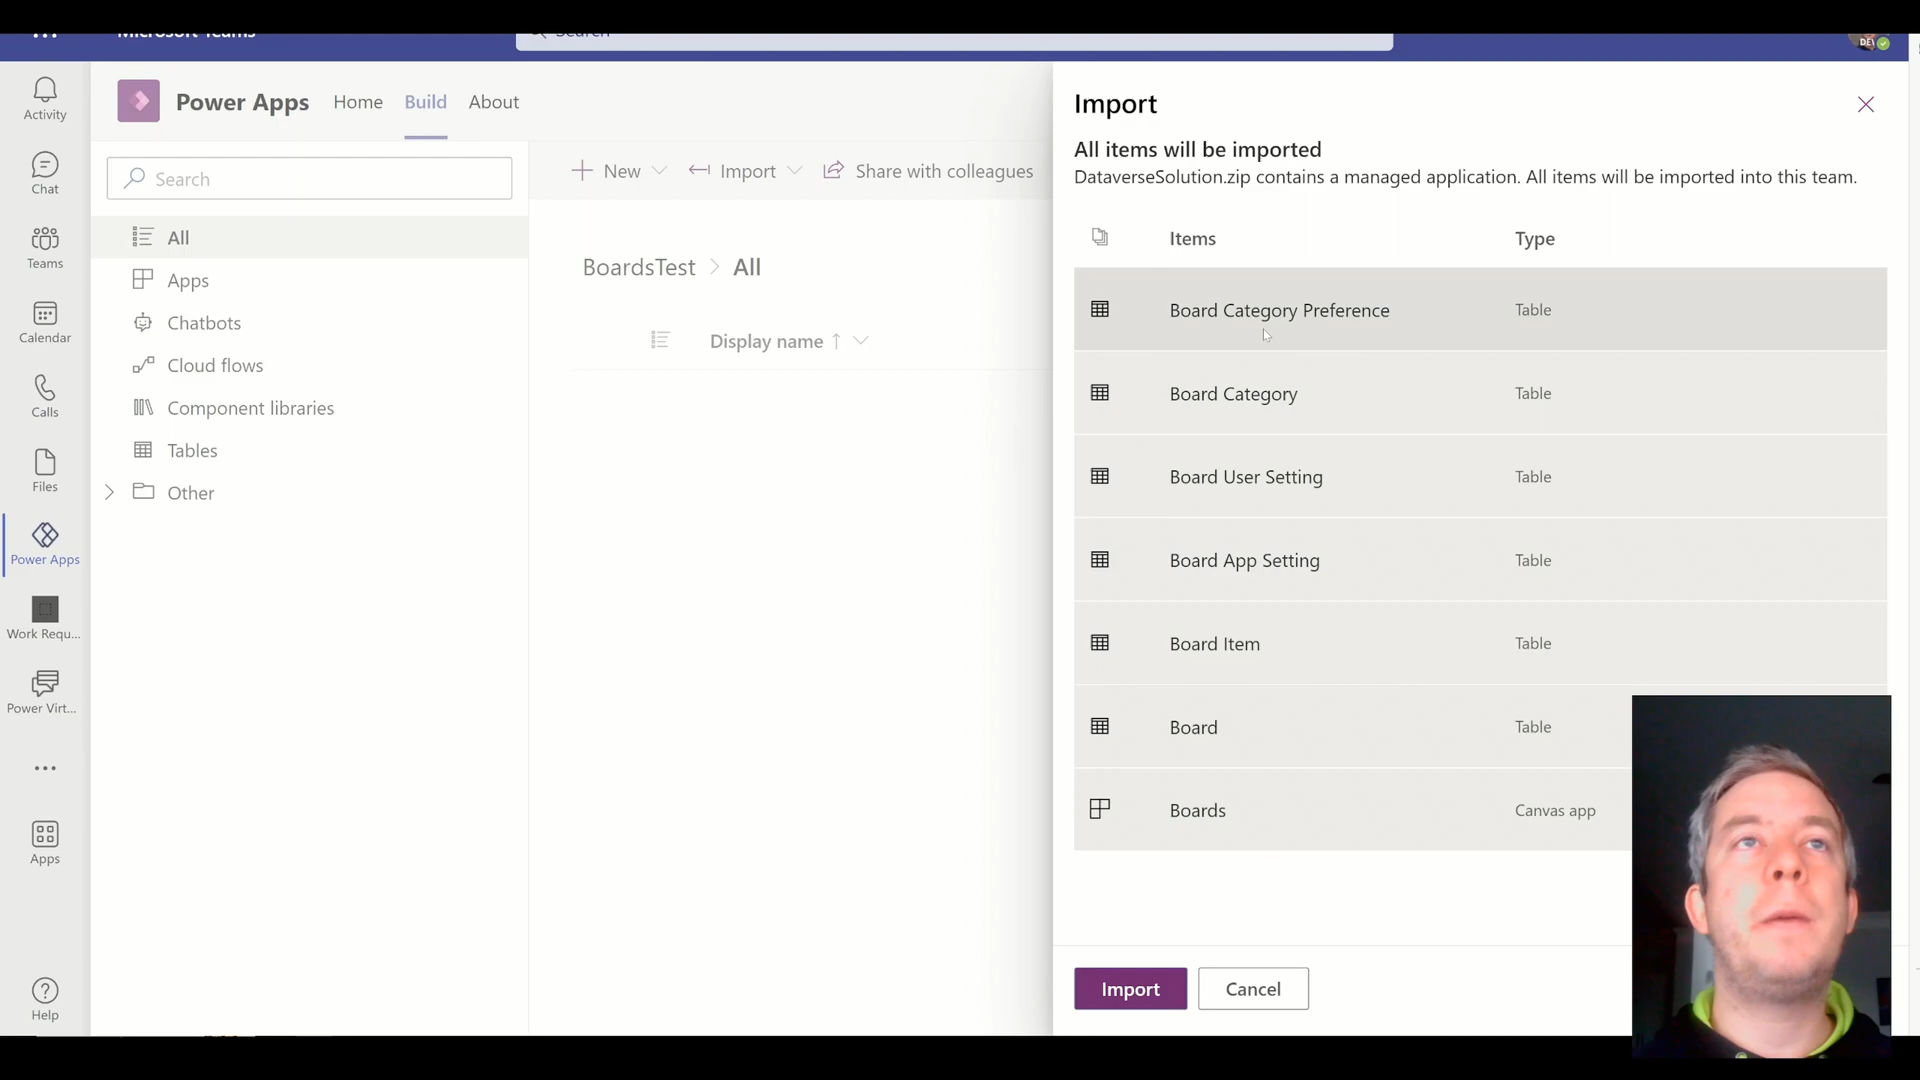 Microsoft Teams
Search
DEV
Activity
Chat
Teams
Calendar
Calls
Files
Power Apps
Work Requ...
Power Virt...
Apps
Help
Power Apps
Home
Build
About
Search
All
Apps
Chatbots
Cloud flows
Component libraries
Tables
Other
New
Import
Share with colleagues
BoardsTest > All
Display name ↑
Import
All items will be imported
DataverseSolution.zip contains a managed application. All items will be imported into this team.
Items Type
Board Category Preference Table
Board Category Table
Board User Setting Table
Board App Setting Table
Board Item Table
Board Table
Boards Canvas app
Import
Cancel